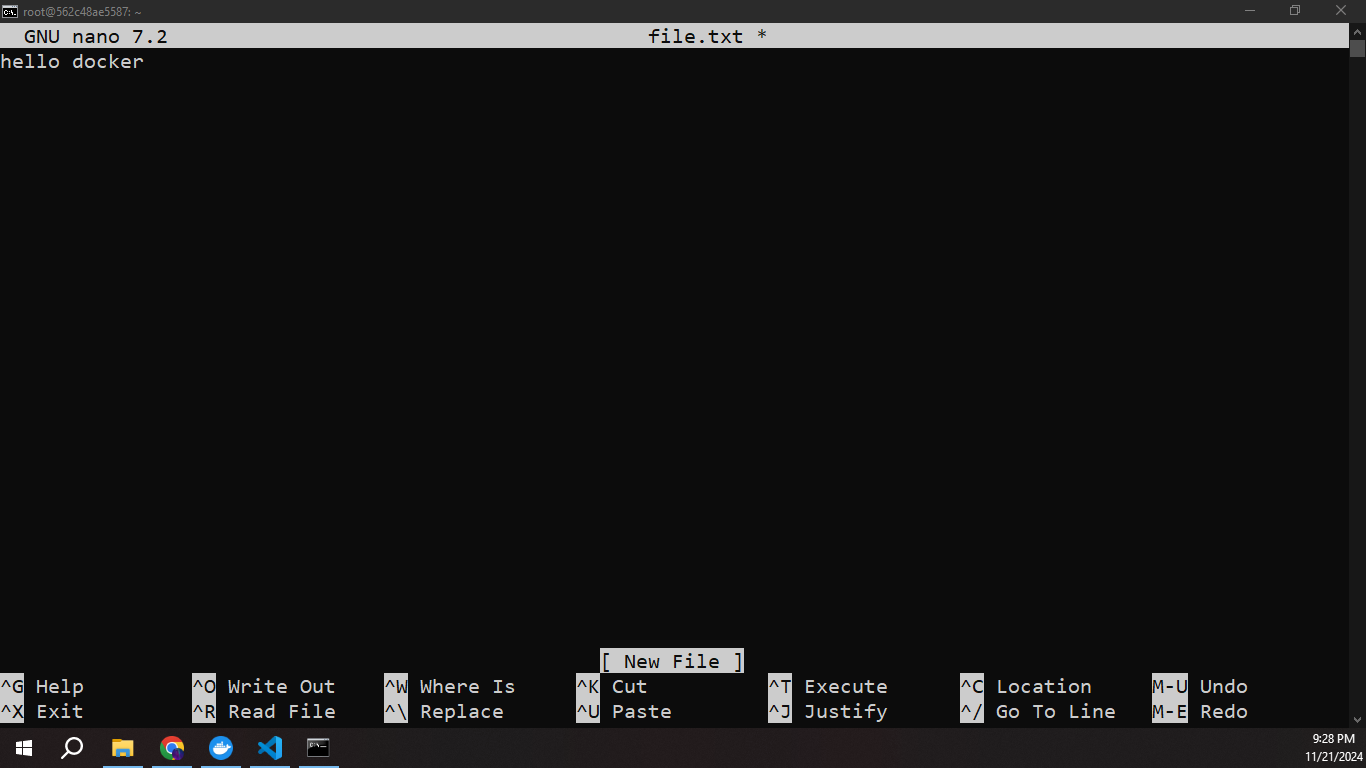 root@562c48ae5587: ~
GNU nano 7.2 file.txt *
hello docker
[ New File ]
^G Help ^O Write Out ^W Where Is ^K Cut ^T Execute ^C Location M-U Undo
^X Exit ^R Read File ^\ Replace ^U Paste ^J Justify ^/ Go To Line M-E Redo
9:28 PM
11/21/2024